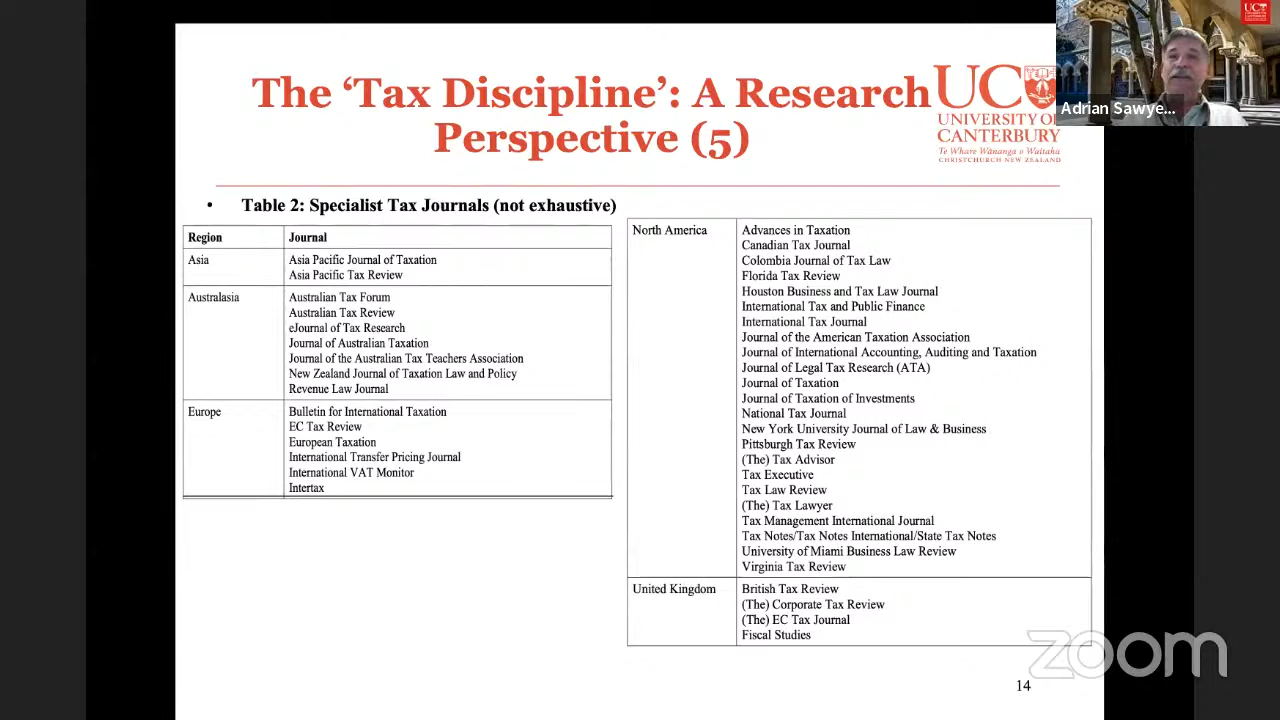 The ‘Tax Discipline’: A Research
Perspective (5)
UC
UNIVERSITY OF
CANTERBURY
Te Whare Wānanga o Waitaha
CHRISTCHURCH NEW ZEALAND
UC
Adrian Sawye...
• Table 2: Specialist Tax Journals (not exhaustive)
Region Journal
Asia Asia Pacific Journal of Taxation
Asia Pacific Tax Review
Australasia Australian Tax Forum
Australian Tax Review
eJournal of Tax Research
Journal of Australian Taxation
Journal of the Australian Tax Teachers Association
New Zealand Journal of Taxation Law and Policy
Revenue Law Journal
Europe Bulletin for International Taxation
EC Tax Review
European Taxation
International Transfer Pricing Journal
International VAT Monitor
Intertax
North America Advances in Taxation
Canadian Tax Journal
Colombia Journal of Tax Law
Florida Tax Review
Houston Business and Tax Law Journal
International Tax and Public Finance
International Tax Journal
Journal of the American Taxation Association
Journal of International Accounting, Auditing and Taxation
Journal of Legal Tax Research (ATA)
Journal of Taxation
Journal of Taxation of Investments
National Tax Journal
New York University Journal of Law & Business
Pittsburgh Tax Review
(The) Tax Advisor
Tax Executive
Tax Law Review
(The) Tax Lawyer
Tax Management International Journal
Tax Notes/Tax Notes International/State Tax Notes
University of Miami Business Law Review
Virginia Tax Review
United Kingdom British Tax Review
(The) Corporate Tax Review
(The) EC Tax Journal
Fiscal Studies
zoom
14